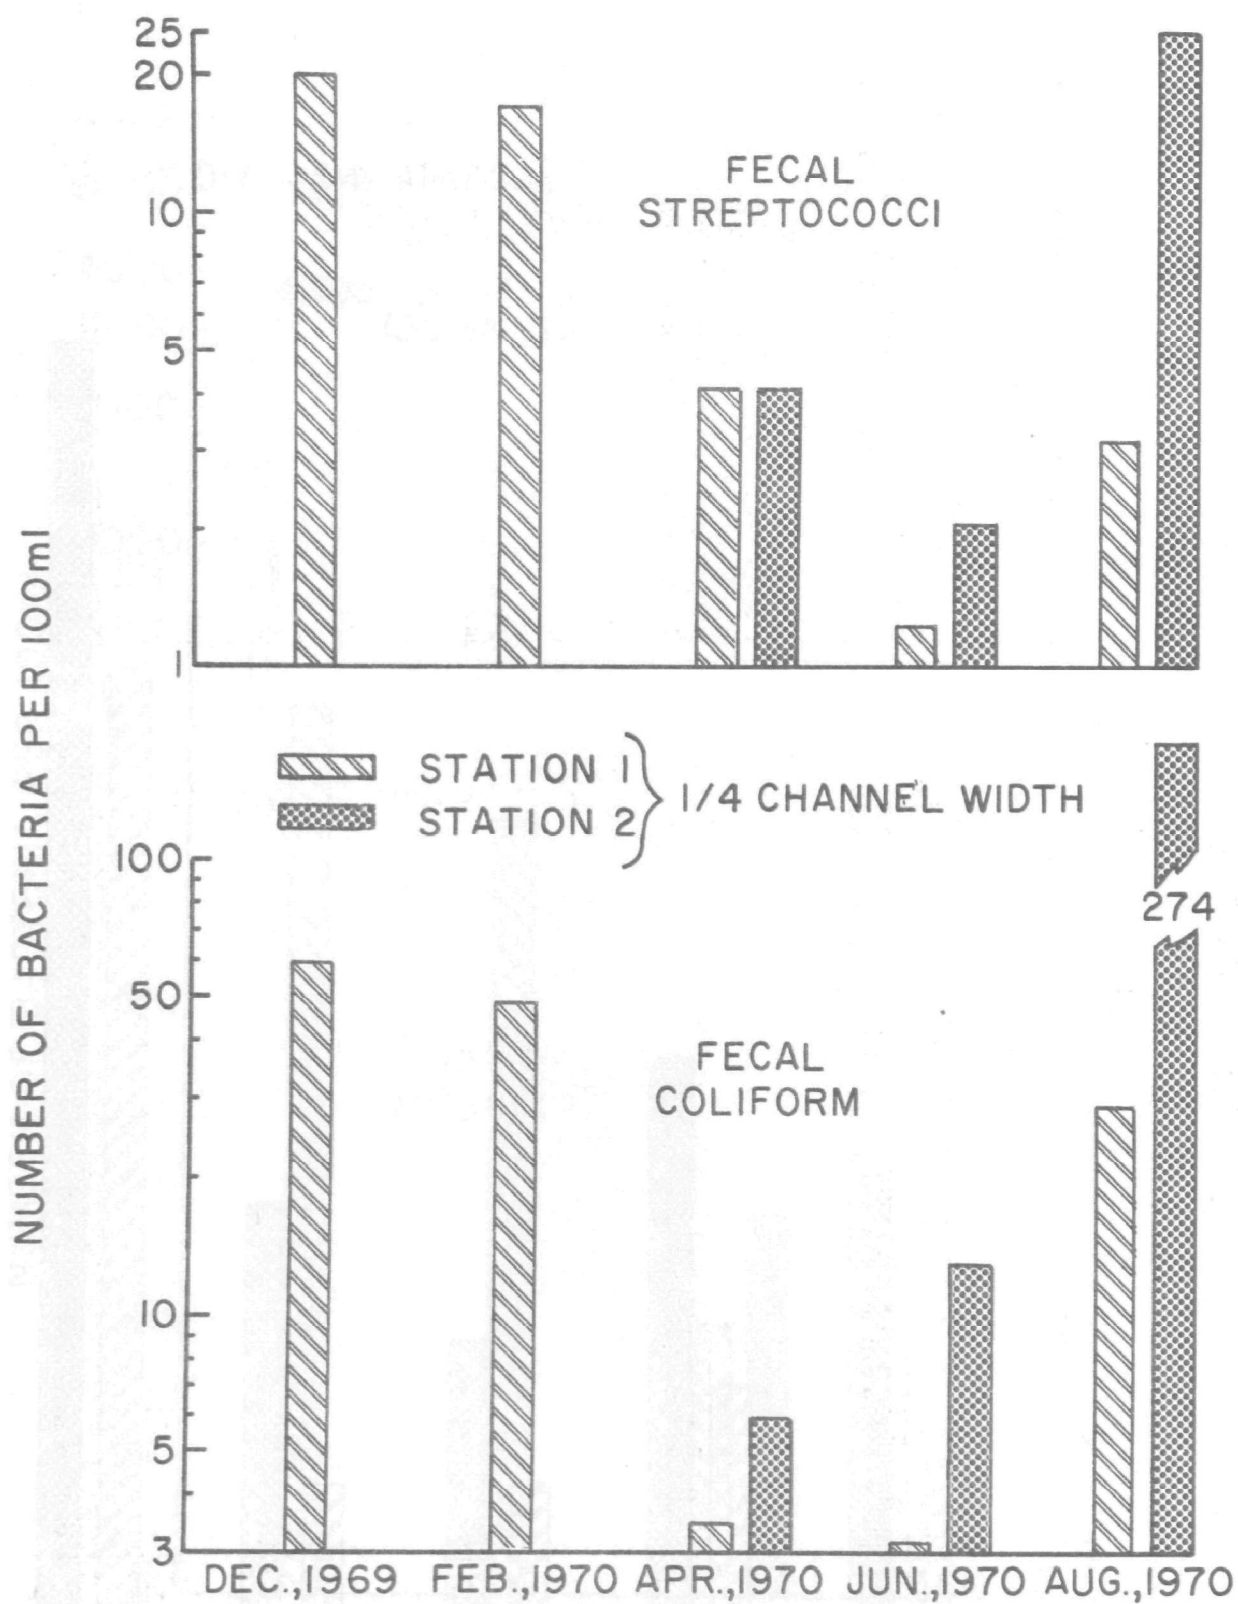 NUMBER OF BACTERIA PER 100ml
25
20
10
5
1
FECAL
STREPTOCOCCI
STATION 1
STATION 2
1/4 CHANNEL WIDTH
100
50
10
5
3
274
FECAL
COLIFORM
DEC.,1969 FEB.,1970 APR.,1970 JUN.,1970 AUG.,1970